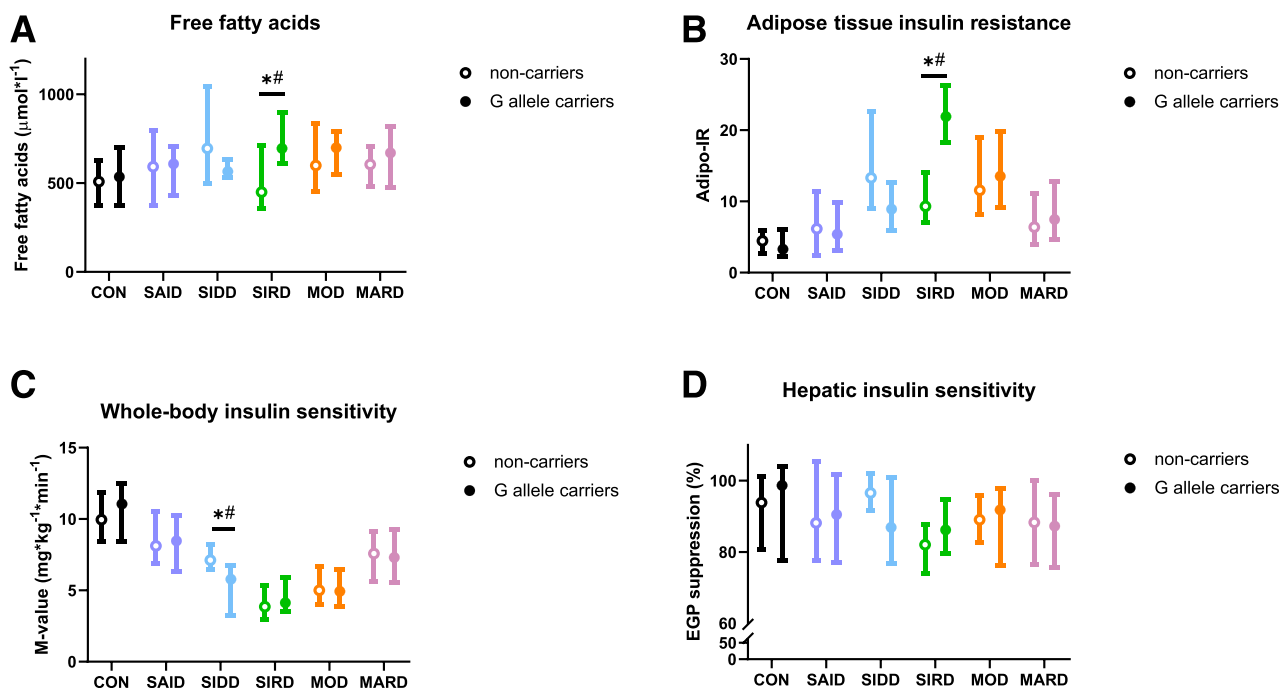 A
Free fatty acids
Free fatty acids (μmol*l⁻¹)
1000
500
0
*#
CON SAID SIDD SIRD MOD MARD
non-carriers
G allele carriers
B
Adipose tissue insulin resistance
Adipo-IR
30
20
10
0
*#
CON SAID SIDD SIRD MOD MARD
non-carriers
G allele carriers
C
Whole-body insulin sensitivity
M-value (mg*kg⁻¹*min⁻¹)
15
10
5
0
*#
CON SAID SIDD SIRD MOD MARD
non-carriers
G allele carriers
D
Hepatic insulin sensitivity
EGP suppression (%)
100
80
60
50
0
CON SAID SIDD SIRD MOD MARD
non-carriers
G allele carriers